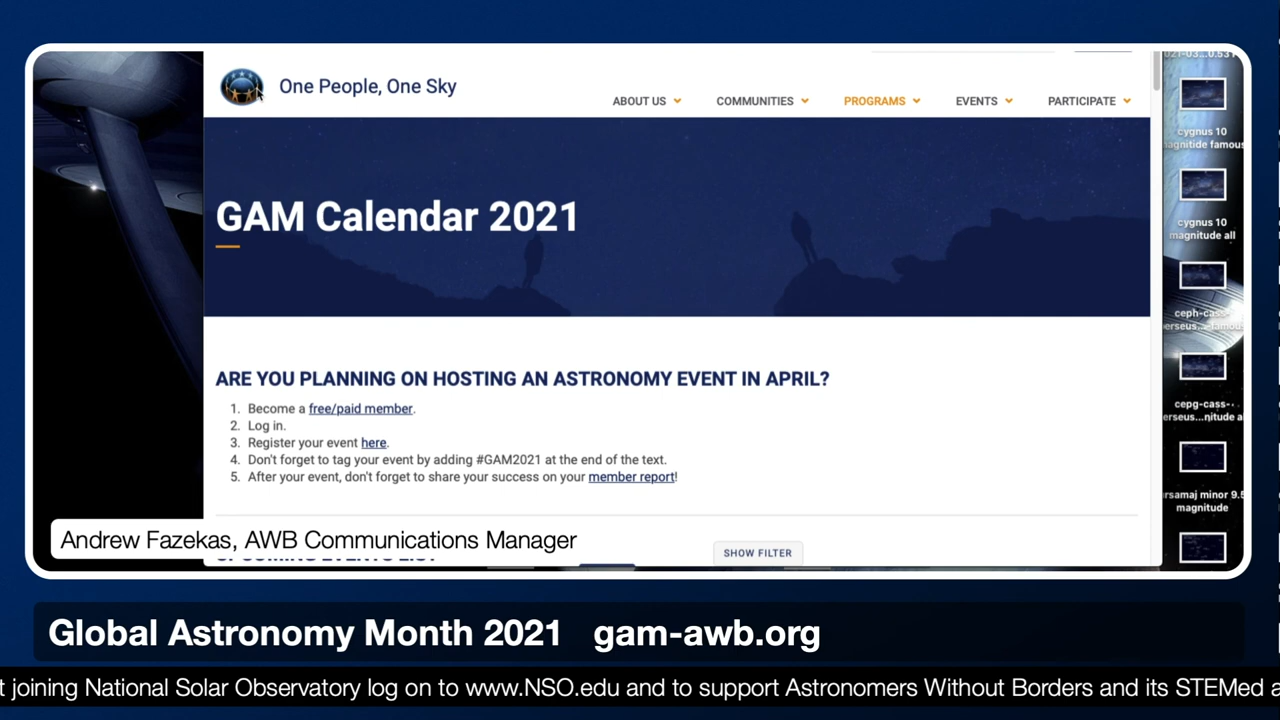 One People, One Sky
ABOUT US
COMMUNITIES
PROGRAMS
EVENTS
PARTICIPATE
GAM Calendar 2021
ARE YOU PLANNING ON HOSTING AN ASTRONOMY EVENT IN APRIL?
1. Become a free/paid member.
2. Log in.
3. Register your event here.
4. Don't forget to tag your event by adding #GAM2021 at the end of the text.
5. After your event, don't forget to share your success on your member report!
SHOW FILTER
cygnus 10
magnitide famous
cygnus 10
magnitude all
magnitude
Andrew Fazekas, AWB Communications Manager
Global Astronomy Month 2021 gam-awb.org
t joining National Solar Observatory log on to www.NSO.edu and to support Astronomers Without Borders and its STEMed a